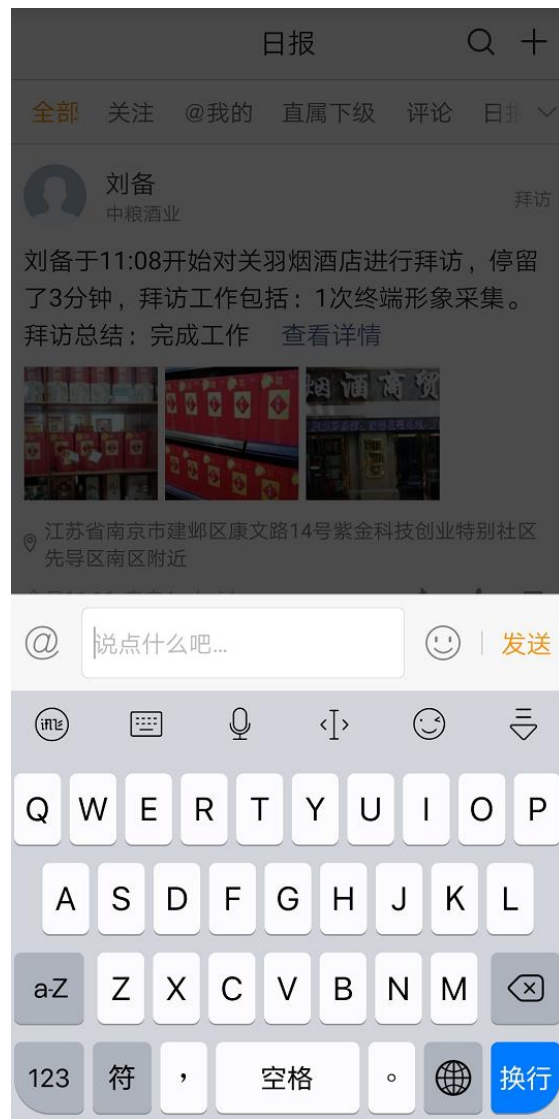 日报
全部 关注 @我的 直属下级 评论 日报
刘备
中粮酒业
拜访
刘备于11:08开始对关羽烟酒店进行拜访，停留
了3分钟，拜访工作包括：1次终端形象采集。
拜访总结：完成工作 查看详情
烟酒商贸
江苏省南京市建邺区康文路14号紫金科技创业特别社区
先导区南区附近
@ 说点什么吧... 发送
Q W E R T Y U I O P
A S D F G H J K L
a-Z Z X C V B N M
123 符 ， 空格 。 换行